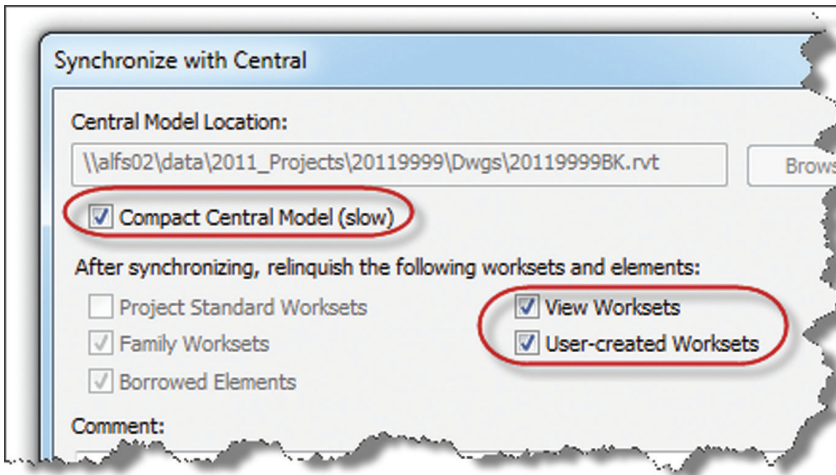 Synchronize with Central
Central Model Location:
\\alfs02\data\2011_Projects\20119999\Dwgs\20119999BK.rvt
Brows
Compact Central Model (slow)
After synchronizing, relinquish the following worksets and elements:
Project Standard Worksets
View Worksets
Family Worksets
User-created Worksets
Borrowed Elements
Comment: